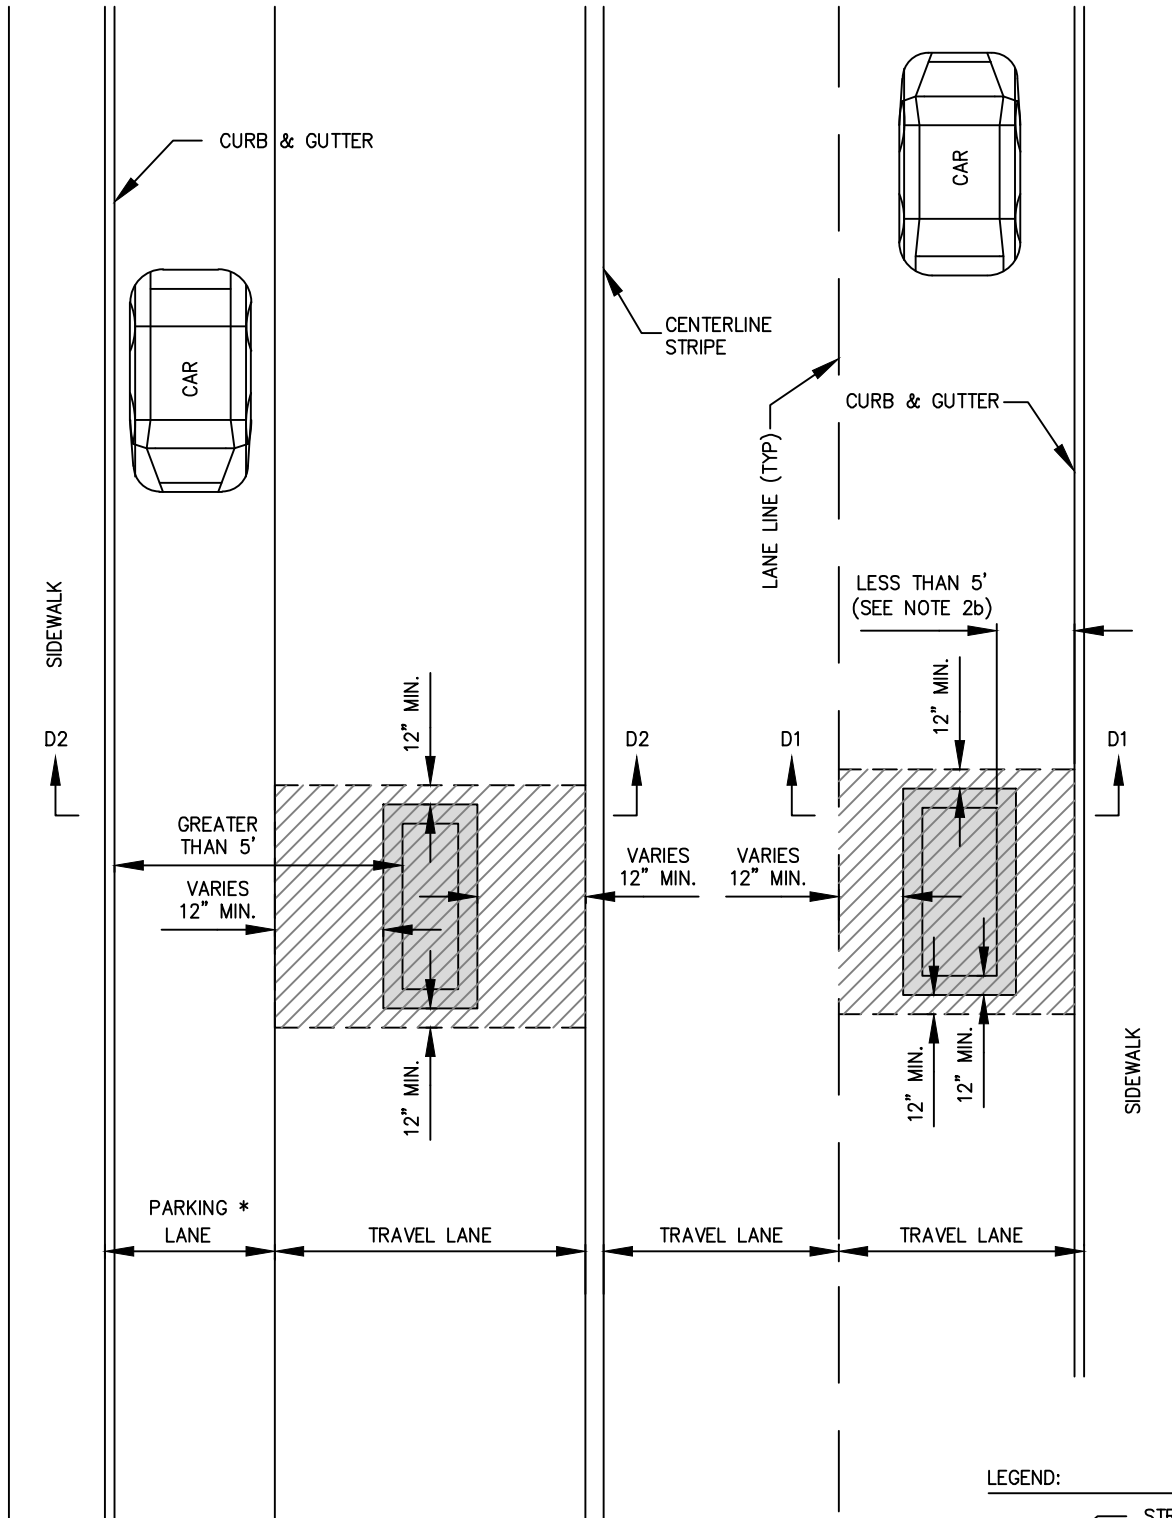 CURB & GUTTER
CAR
CAR
CENTERLINE
STRIPE
LANE LINE (TYP)
CURB & GUTTER
SIDEWALK
LESS THAN 5'
(SEE NOTE 2b)
12" MIN.
12" MIN.
D2
D2
D1
D1
GREATER
THAN 5'
VARIES
12" MIN.
VARIES
12" MIN.
VARIES
12" MIN.
12" MIN.
12" MIN.
12" MIN.
SIDEWALK
PARKING *
LANE
TRAVEL LANE
TRAVEL LANE
TRAVEL LANE
LEGEND: